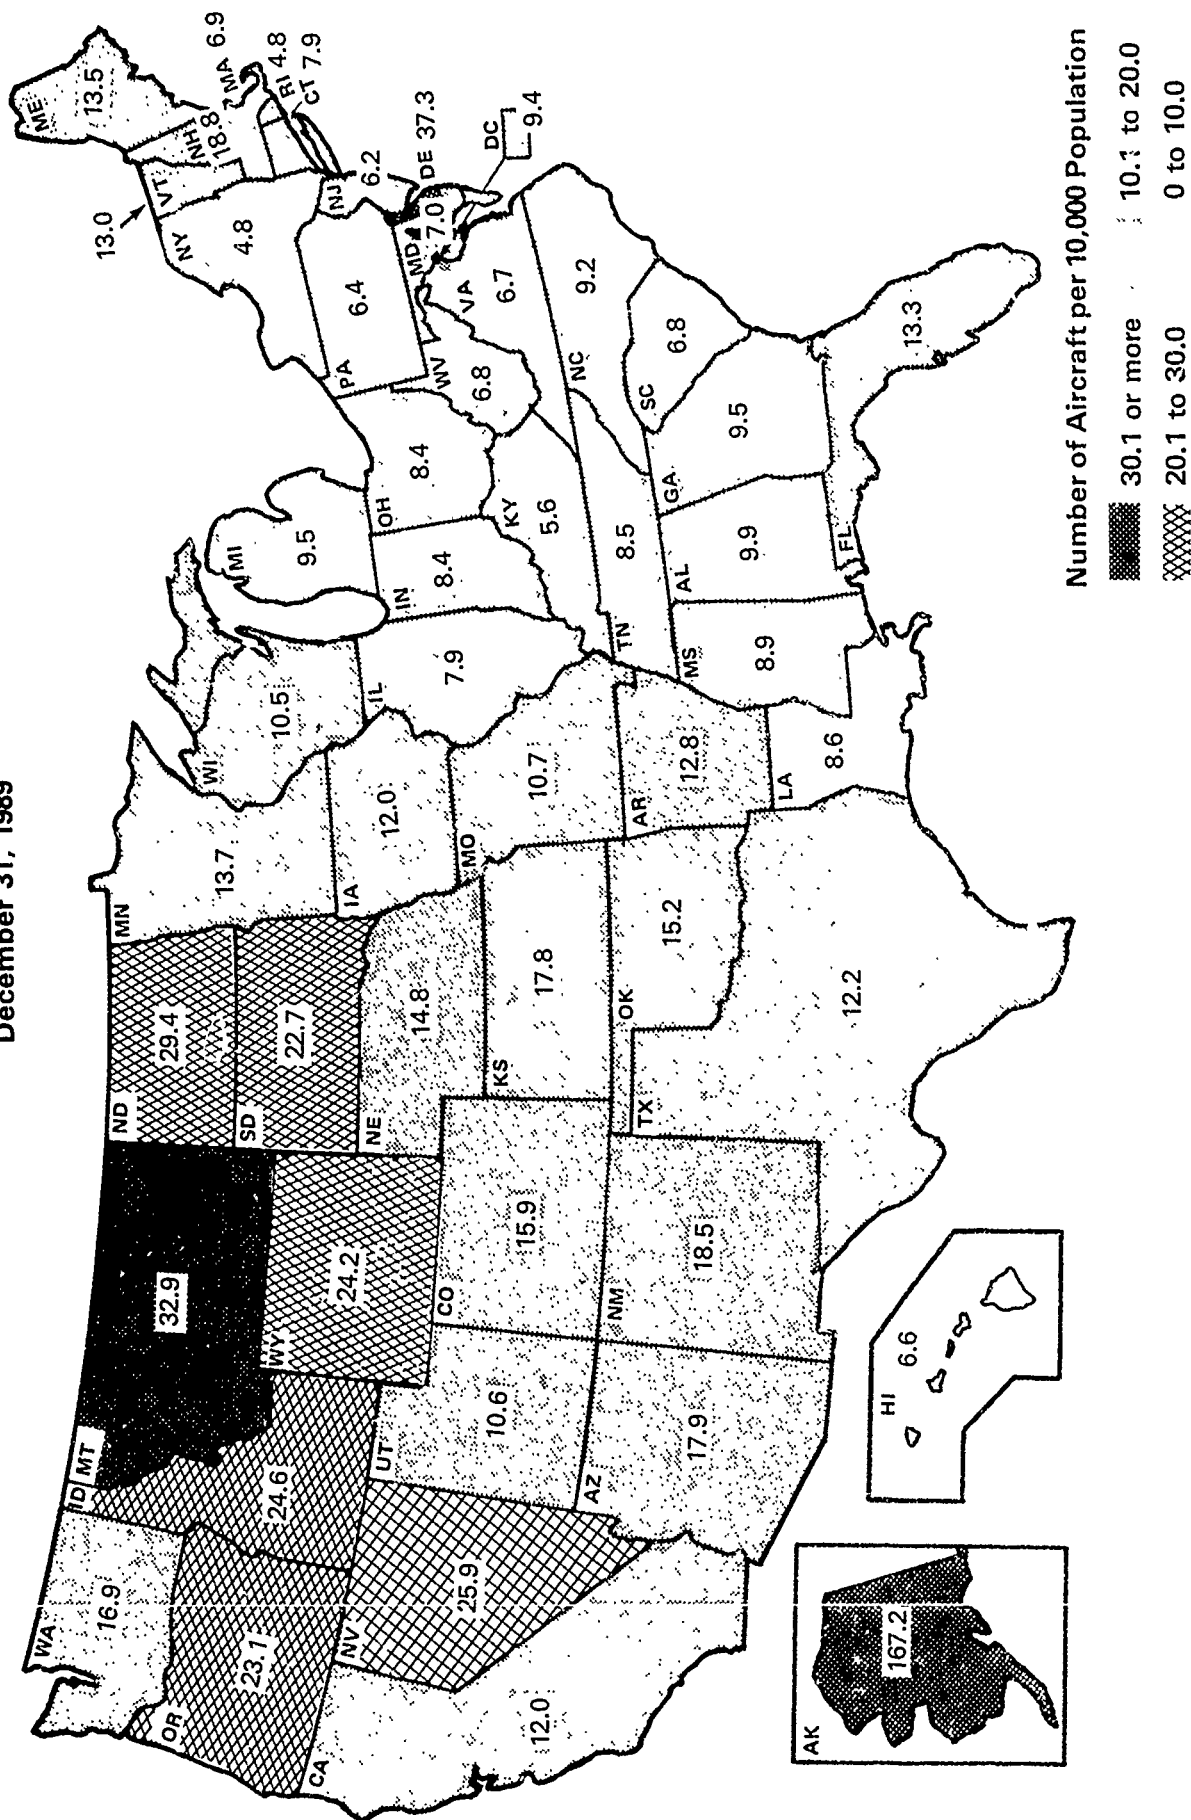 December 31, 1989
WA
16.9
OR
23.1
CA
12.0
NV
25.9
ID
24.6
MT
32.9
WY
24.2
UT
10.6
AZ
17.9
CO
15.9
NM
18.5
ND
29.4
SD
22.7
NE
14.8
KS
17.8
OK
15.2
TX
12.2
MN
13.7
IA
12.0
MO
10.7
AR
12.8
LA
8.6
WI
10.5
IL
7.9
MI
9.5
IN
8.4
OH
8.4
KY
5.6
TN
8.5
MS
8.9
AL
9.9
GA
9.5
FL
13.3
SC
6.8
NC
9.2
VA
6.7
WV
6.8
PA
6.4
NY
4.8
VT
13.0
NH
18.8
ME
13.5
MA 6.9
RI 4.8
CT 7.9
NJ
6.2
DE 37.3
MD
7.0
DC
9.4
AK
167.2
HI
6.6
Number of Aircraft per 10,000 Population
30.1 or more
10.1 to 20.0
20.1 to 30.0
0 to 10.0